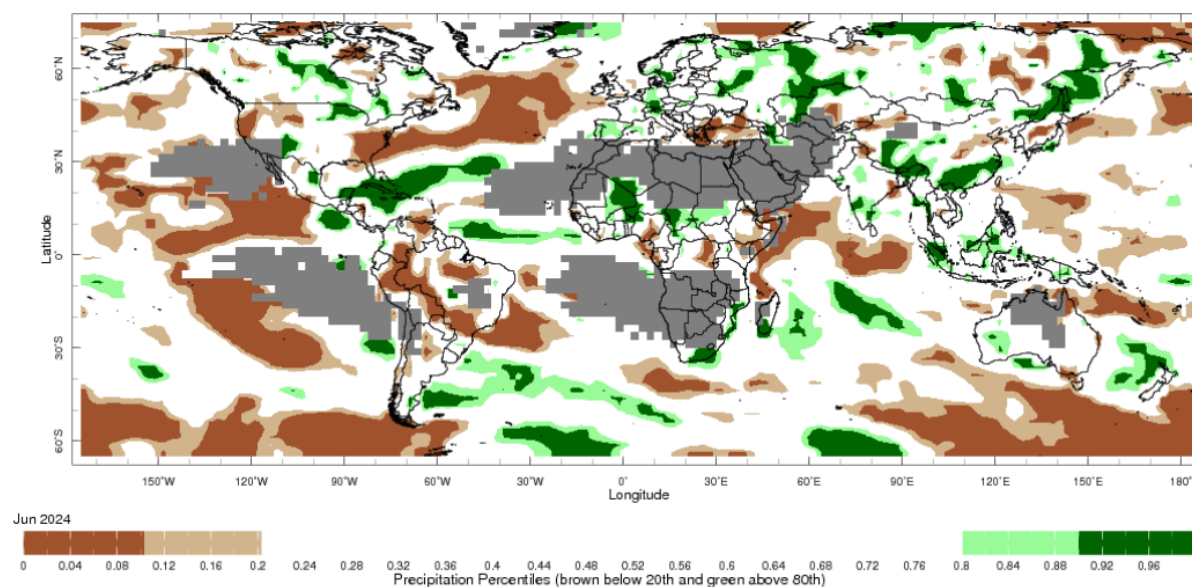 60°N
30°N
0°
30°S
60°S
Latitude
150°W 120°W 90°W 60°W 30°W 0° 30°E 60°E 90°E 120°E 150°E 180°
Longitude
Jun 2024
0 0.04 0.08 0.12 0.16 0.2 0.24 0.28 0.32 0.36 0.4 0.44 0.48 0.52 0.56 0.6 0.64 0.68 0.72 0.76 0.8 0.84 0.88 0.92 0.96
Precipitation Percentiles (brown below 20th and green above 80th)